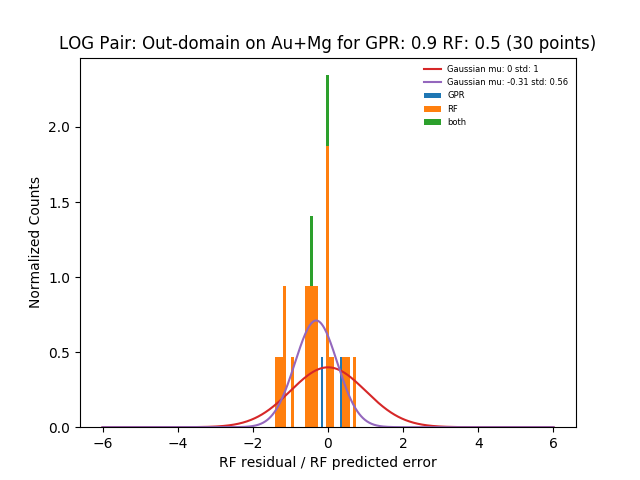 LOG Pair: Out-domain on Au+Mg for GPR: 0.9 RF: 0.5 (30 points)
Gaussian mu: 0 std: 1
Gaussian mu: -0.31 std: 0.56
GPR
RF
both
Normalized Counts
2.0
1.5
1.0
0.5
0.0
−6 −4 −2 0 2 4 6
RF residual / RF predicted error